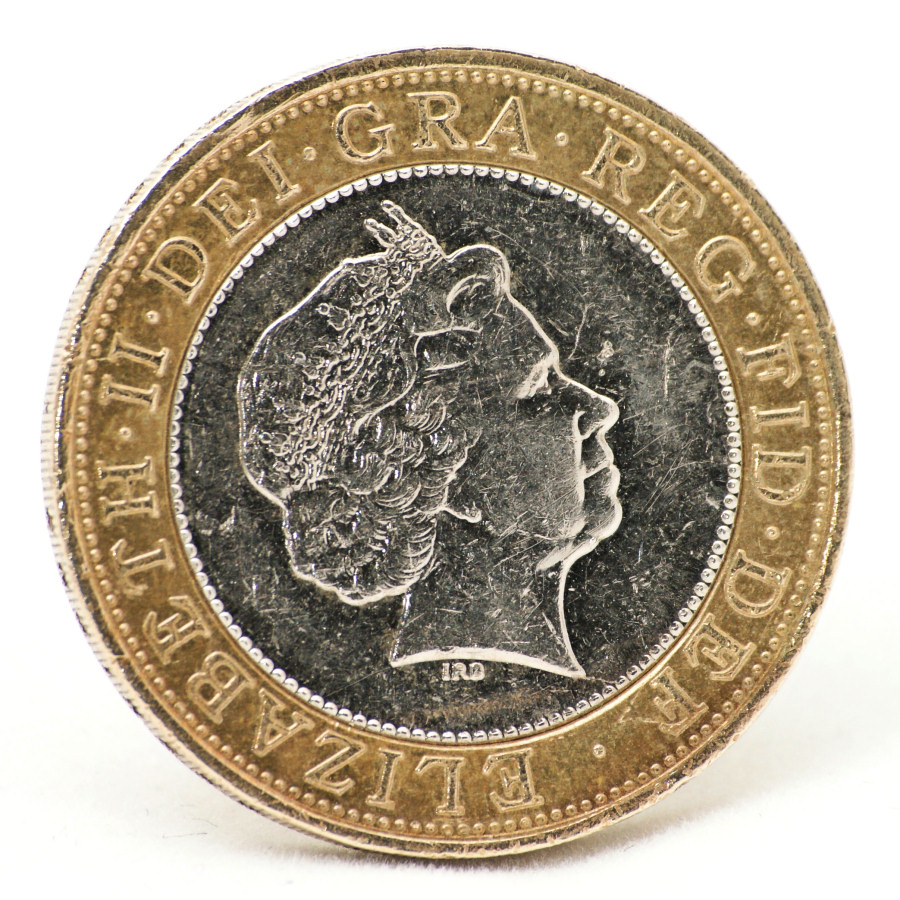 ELIZABETH · II · DEI · GRA · REG · FID · DEF ·
IRB